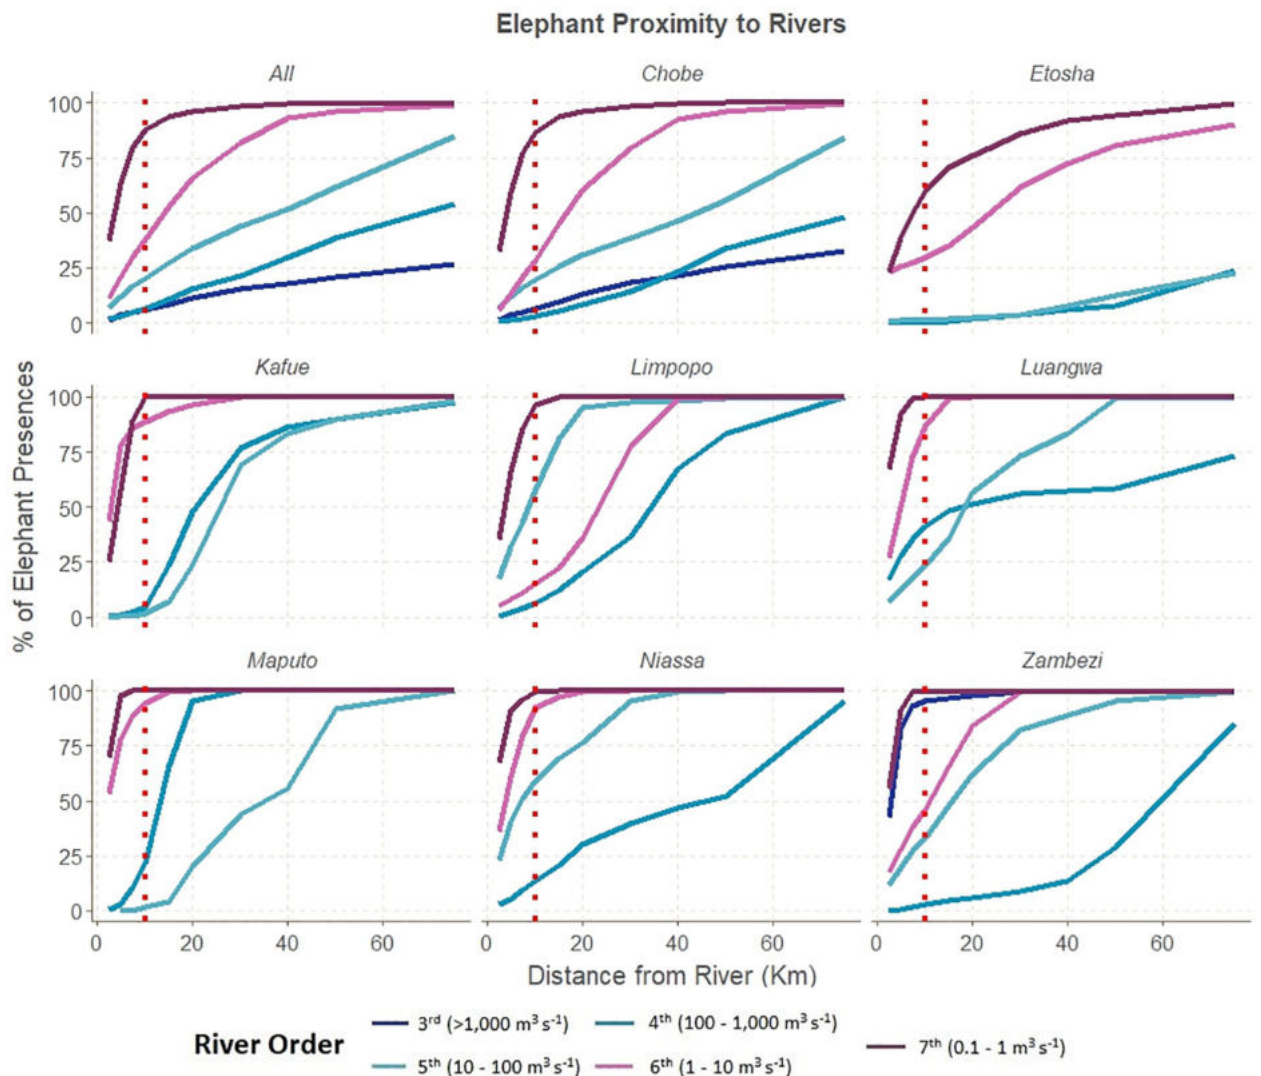 Elephant Proximity to Rivers
All Chobe Etosha
100
75
50
25
0
Kafue Limpopo Luangwa
100
75
50
25
0
% of Elephant Presences
Maputo Niassa Zambezi
100
75
50
25
0
0 20 40 60 0 20 40 60 0 20 40 60
Distance from River (Km)
River Order
3rd (>1,000 m³ s⁻¹) 4th (100 - 1,000 m³ s⁻¹) 7th (0.1 - 1 m³ s⁻¹)
5th (10 - 100 m³ s⁻¹) 6th (1 - 10 m³ s⁻¹)